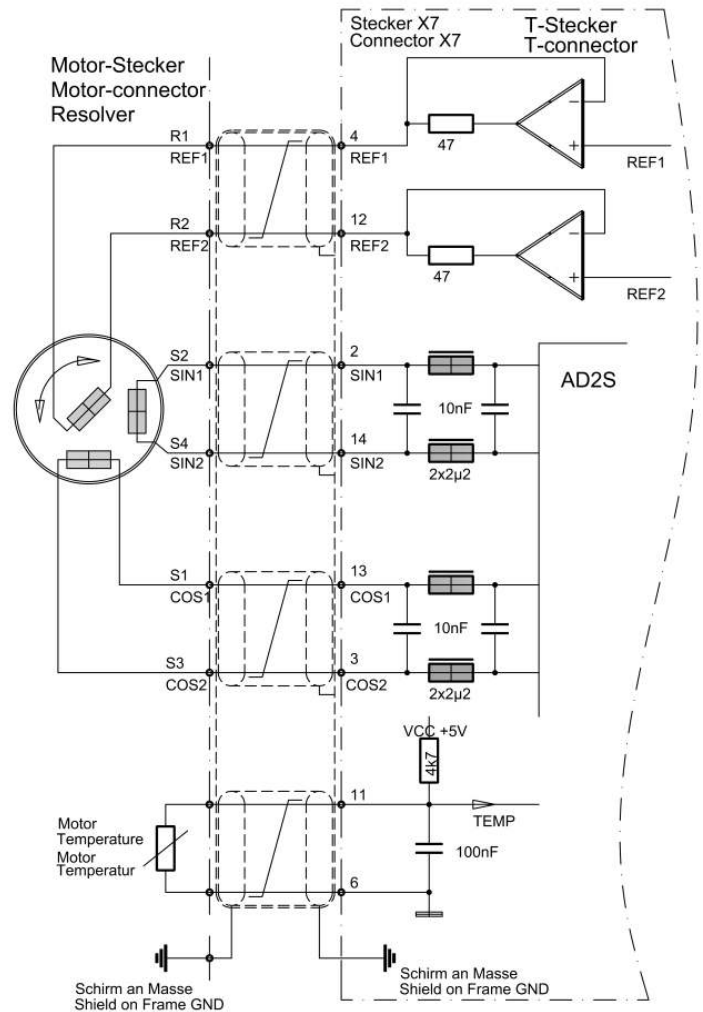 Stecker X7
Connector X7
T-Stecker
T-connector
Motor-Stecker
Motor-connector
Resolver
R1
REF1
4
REF1
47
REF1
R2
REF2
12
REF2
47
REF2
S2
SIN1
2
SIN1
10nF
AD2S
S4
SIN2
14
SIN2
2x2µ2
S1
COS1
13
COS1
10nF
S3
COS2
3
COS2
2x2µ2
VCC +5V
4k7
11
TEMP
Motor
Temperature
Motor
Temperatur
100nF
6
Schirm an Masse
Shield on Frame GND
Schirm an Masse
Shield on Frame GND